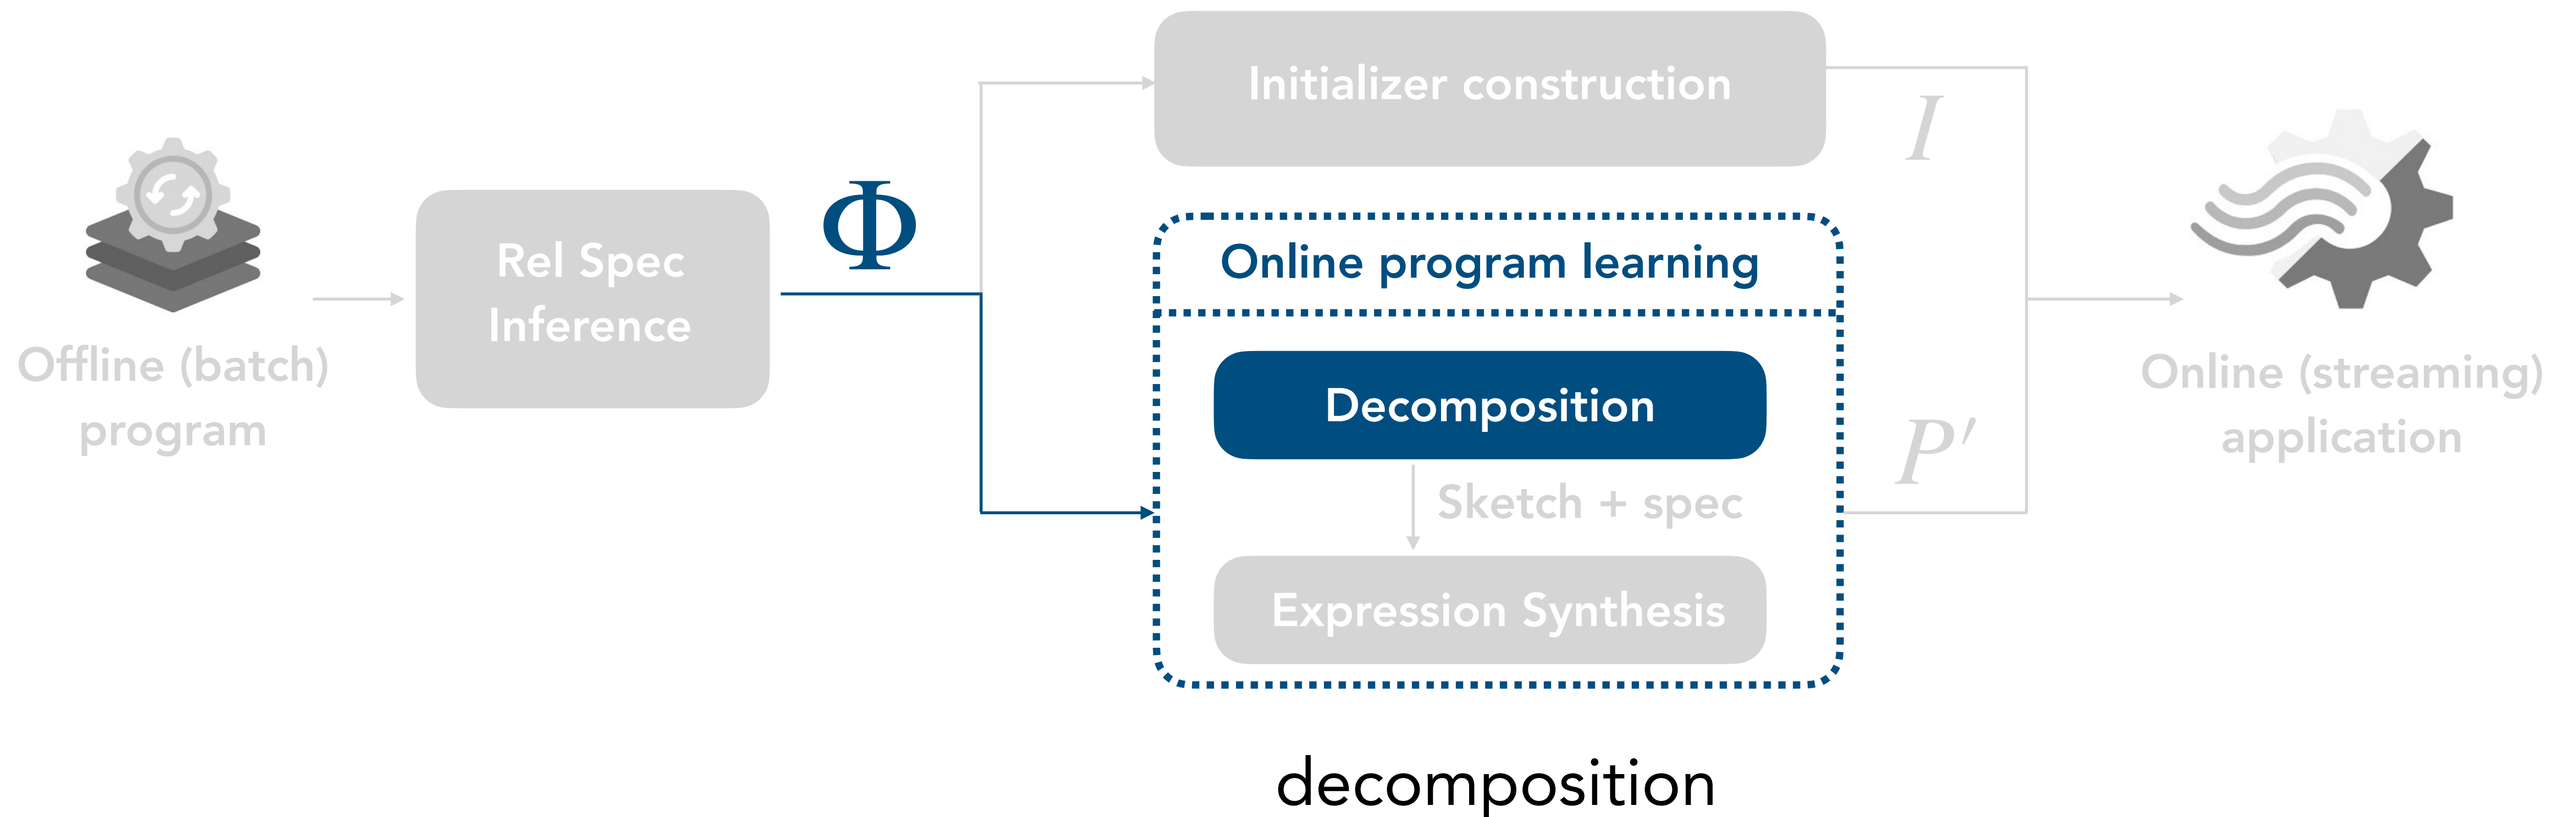 Offline (batch)
program
Rel Spec
Inference
Φ
Initializer construction
I
Online program learning
Decomposition
Sketch + spec
Expression Synthesis
P′
Online (streaming)
application
decomposition